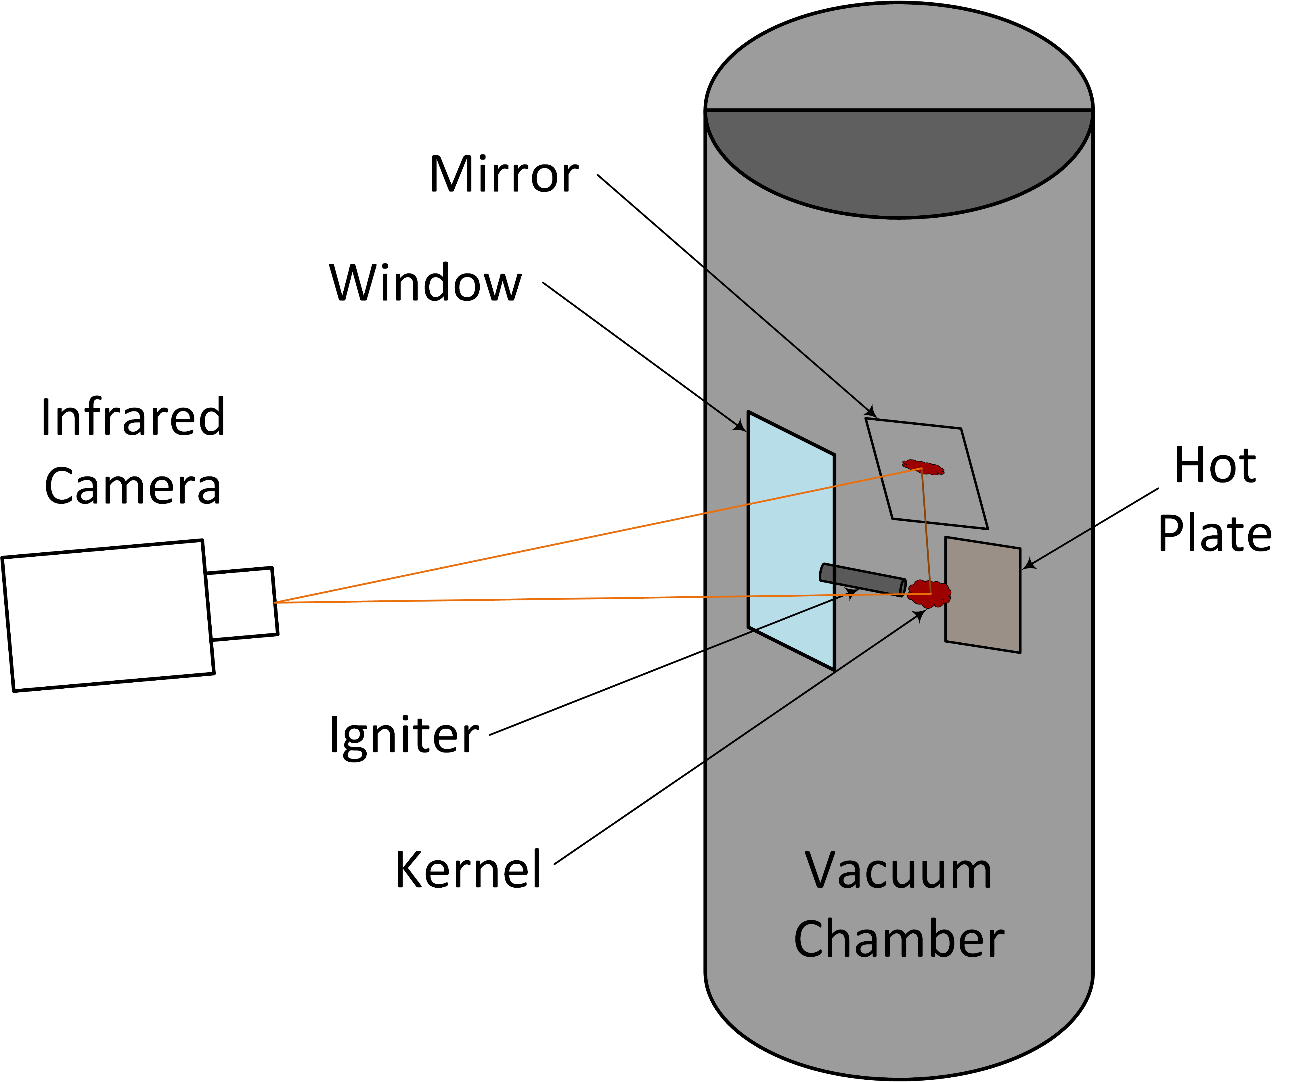 Mirror
Window
Infrared
Camera
Hot
Plate
Igniter
Kernel
Vacuum
Chamber